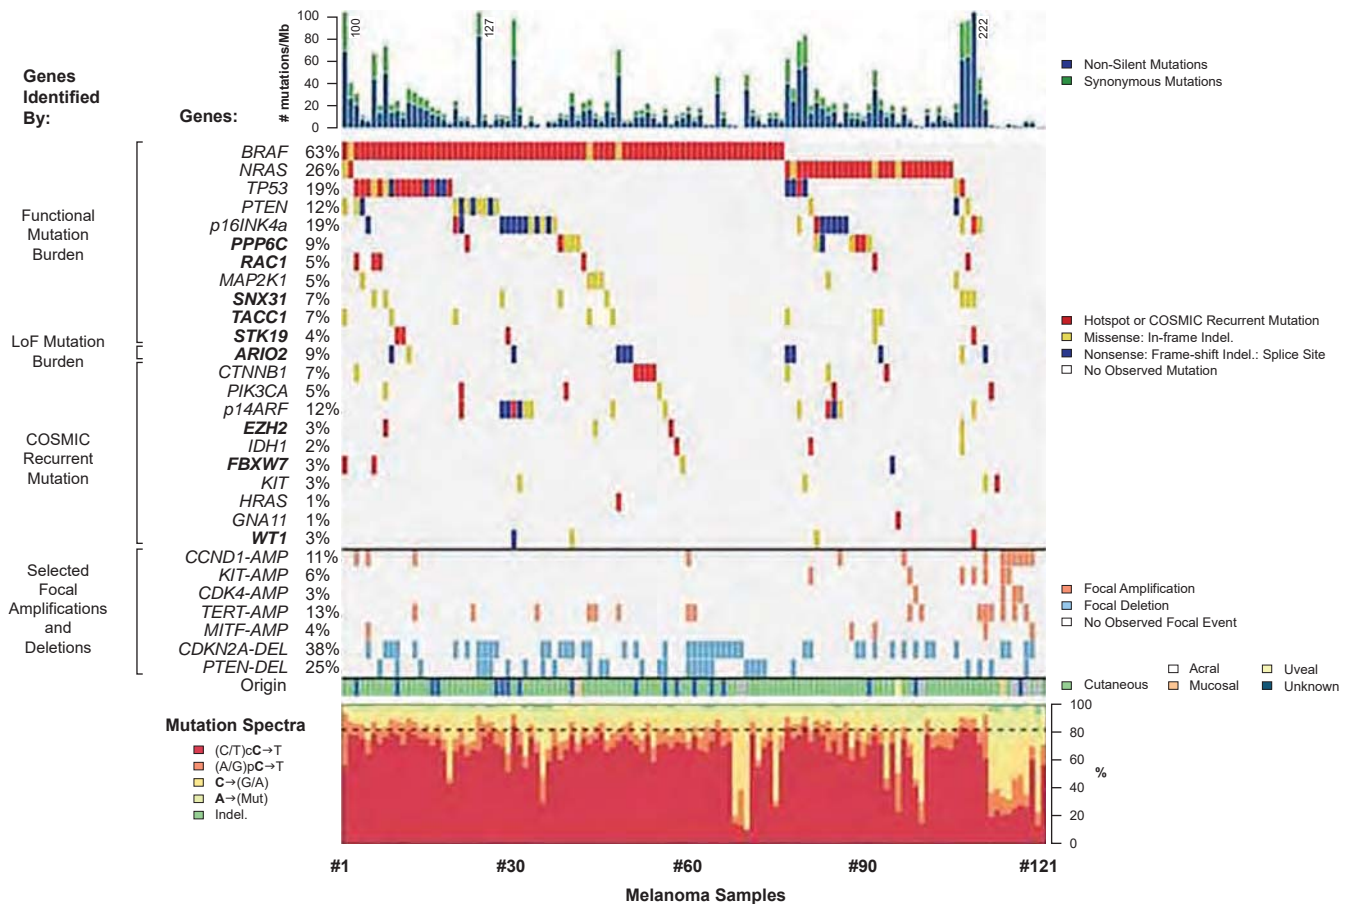 100
80
60
40
20
0
# mutations/Mb
100
127
222
Non-Silent Mutations
Synonymous Mutations
Genes
Identified
By:
Genes:
BRAF 63%
NRAS 26%
TP53 19%
PTEN 12%
p16INK4a 19%
PPP6C 9%
RAC1 5%
MAP2K1 5%
SNX31 7%
TACC1 7%
STK19 4%
ARIO2 9%
CTNNB1 7%
PIK3CA 5%
p14ARF 12%
EZH2 3%
IDH1 2%
FBXW7 3%
KIT 3%
HRAS 1%
GNA11 1%
WT1 3%
CCND1-AMP 11%
KIT-AMP 6%
CDK4-AMP 3%
TERT-AMP 13%
MITF-AMP 4%
CDKN2A-DEL 38%
PTEN-DEL 25%
Origin
Functional
Mutation
Burden
LoF Mutation
Burden
COSMIC
Recurrent
Mutation
Selected
Focal
Amplifications
and
Deletions
Hotspot or COSMIC Recurrent Mutation
Missense: In-frame Indel.
Nonsense: Frame-shift Indel.: Splice Site
No Observed Mutation
Focal Amplification
Focal Deletion
No Observed Focal Event
Acral Uveal
Cutaneous Mucosal Unknown
Mutation Spectra
(C/T)cC→T
(A/G)pC→T
C→(G/A)
A→(Mut)
Indel.
100
80
60
40
20
0
%
#1 #30 #60 #90 #121
Melanoma Samples